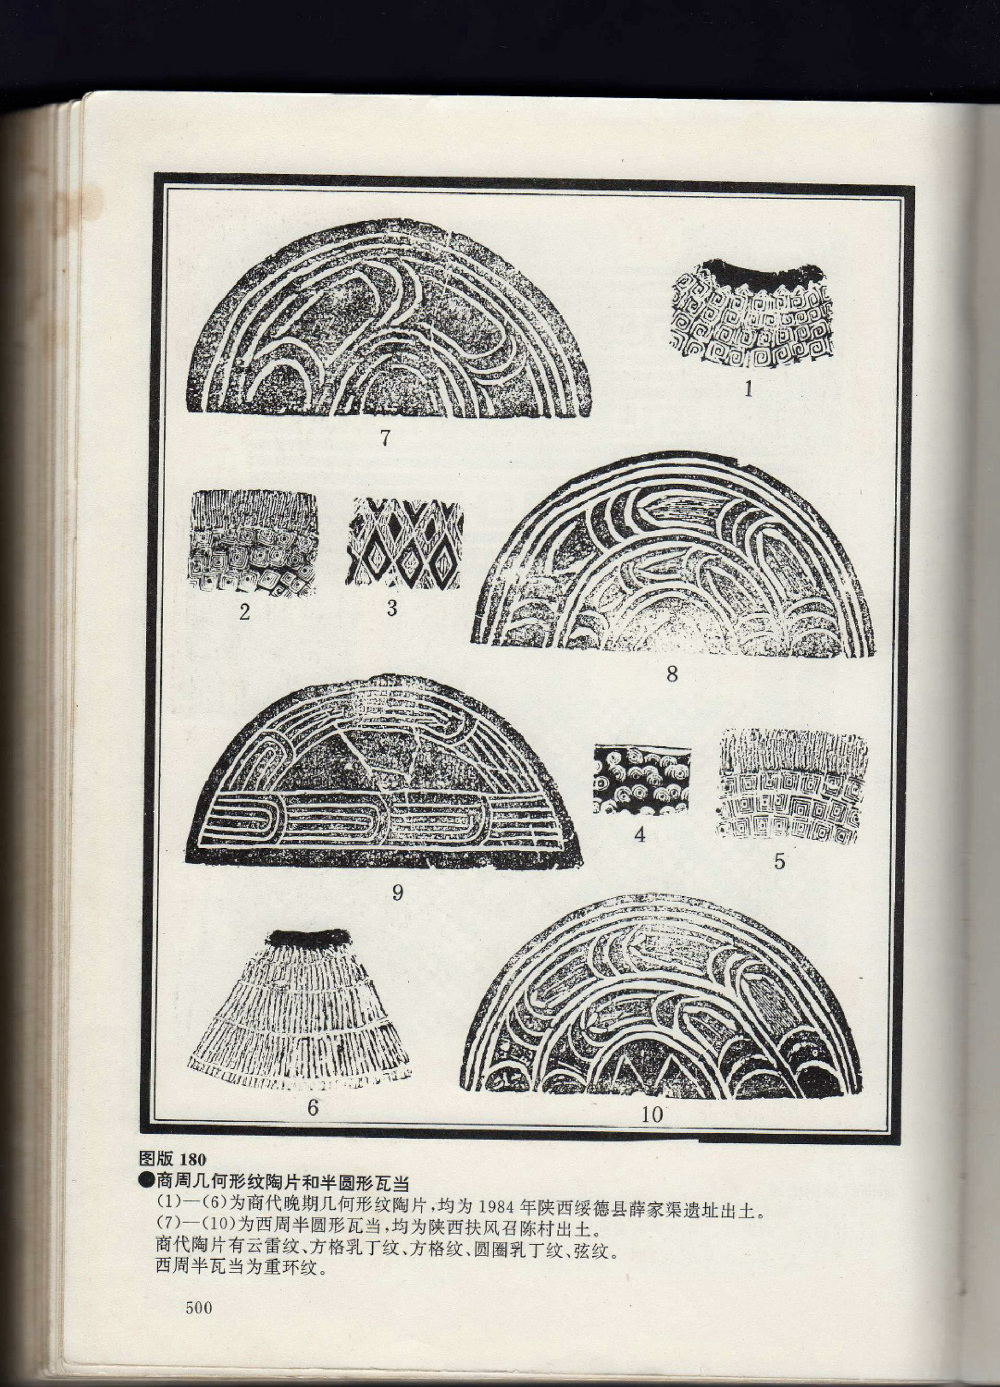 7
1
2
3
8
9
4
5
6
10
图版 180
●商周几何形纹陶片和半圆形瓦当
(1)—(6)为商代晚期几何形纹陶片,均为 1984 年陕西绥德县薛家渠遗址出土。
(7)—(10)为西周半圆形瓦当,均为陕西扶风召陈村出土。
商代陶片有云雷纹、方格乳丁纹、方格纹、圆圈乳丁纹、弦纹。
西周半瓦当为重环纹。
500